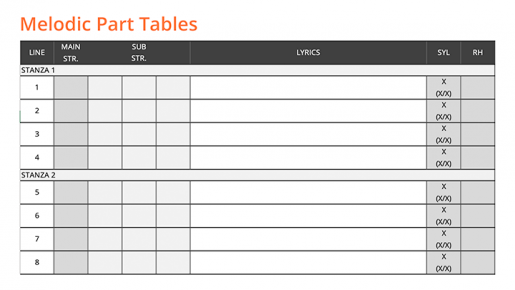 Melodic Part Tables
LINE MAIN STR. SUB STR. LYRICS SYL RH
STANZA 1
1 X (X/X)
2 X (X/X)
3 X (X/X)
4 X (X/X)
STANZA 2
5 X (X/X)
6 X (X/X)
7 X (X/X)
8 X (X/X)